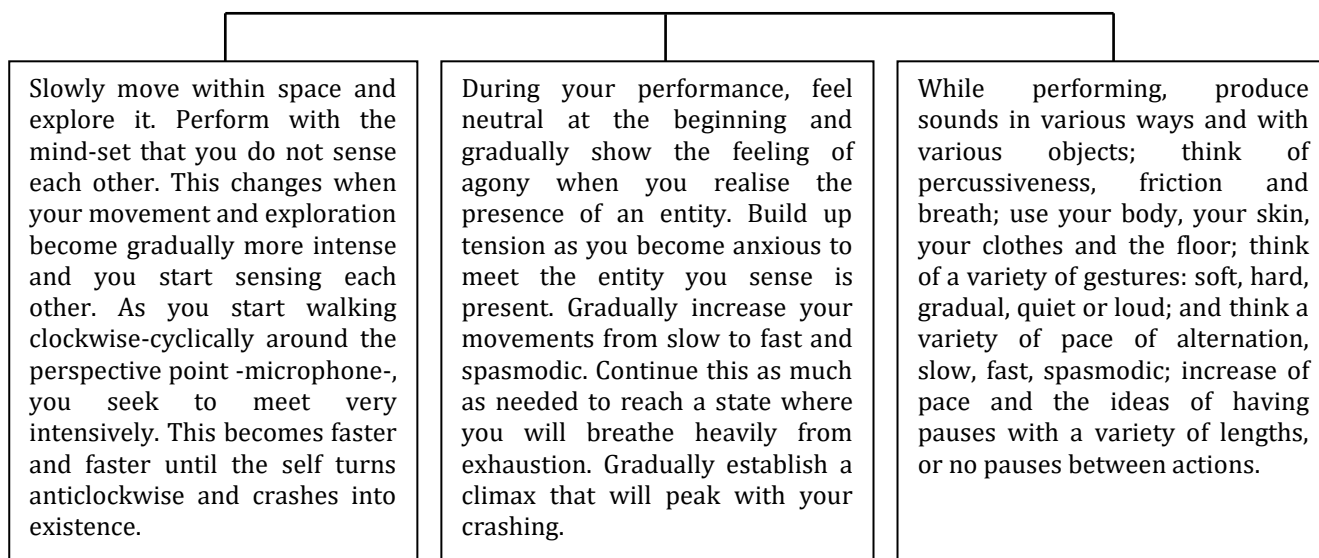 Slowly move within space and
explore it. Perform with the
mind-set that you do not sense
each other. This changes when
your movement and exploration
become gradually more intense
and you start sensing each
other. As you start walking
clockwise-cyclically around the
perspective point -microphone-,
you seek to meet very
intensively. This becomes faster
and faster until the self turns
anticlockwise and crashes into
existence.
During your performance, feel
neutral at the beginning and
gradually show the feeling of
agony when you realise the
presence of an entity. Build up
tension as you become anxious to
meet the entity you sense is
present. Gradually increase your
movements from slow to fast and
spasmodic. Continue this as much
as needed to reach a state where
you will breathe heavily from
exhaustion. Gradually establish a
climax that will peak with your
crashing.
While performing, produce
sounds in various ways and with
various objects; think of
percussiveness, friction and
breath; use your body, your skin,
your clothes and the floor; think
of a variety of gestures: soft, hard,
gradual, quiet or loud; and think a
variety of pace of alternation,
slow, fast, spasmodic; increase of
pace and the ideas of having
pauses with a variety of lengths,
or no pauses between actions.